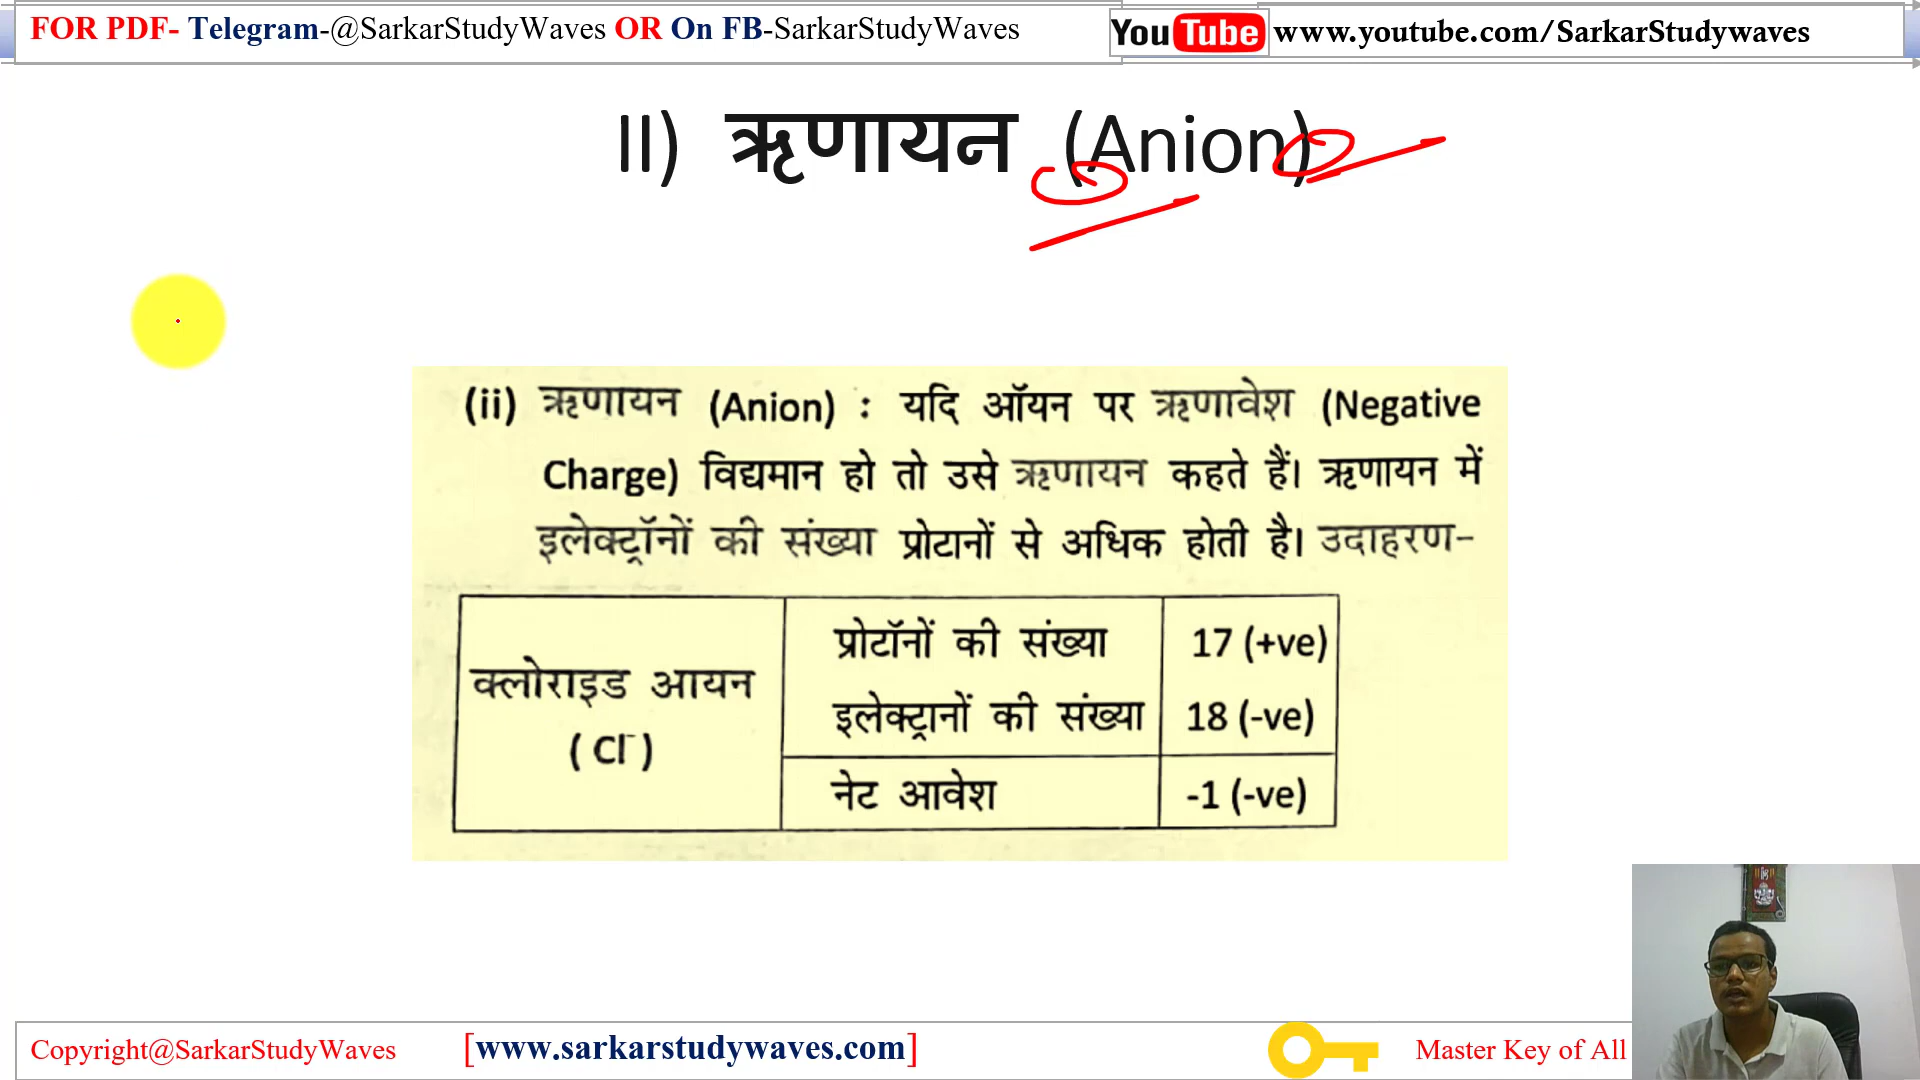 FOR PDF- Telegram-@SarkarStudyWaves OR On FB-SarkarStudyWaves
YouTube www.youtube.com/SarkarStudywaves
II) ऋणायन (Anion)
(ii) ऋणायन (Anion) : यदि ऑयन पर ऋणावेश (Negative
Charge) विद्यमान हो तो उसे ऋणायन कहते हैं। ऋणायन में
इलेक्ट्रॉनों की संख्या प्रोटानों से अधिक होती है। उदाहरण-
क्लोराइड आयन
( Cl⁻ )
प्रोटॉनों की संख्या 17 (+ve)
इलेक्ट्रानों की संख्या 18 (-ve)
नेट आवेश -1 (-ve)
Copyright@SarkarStudyWaves [www.sarkarstudywaves.com] Master Key of All